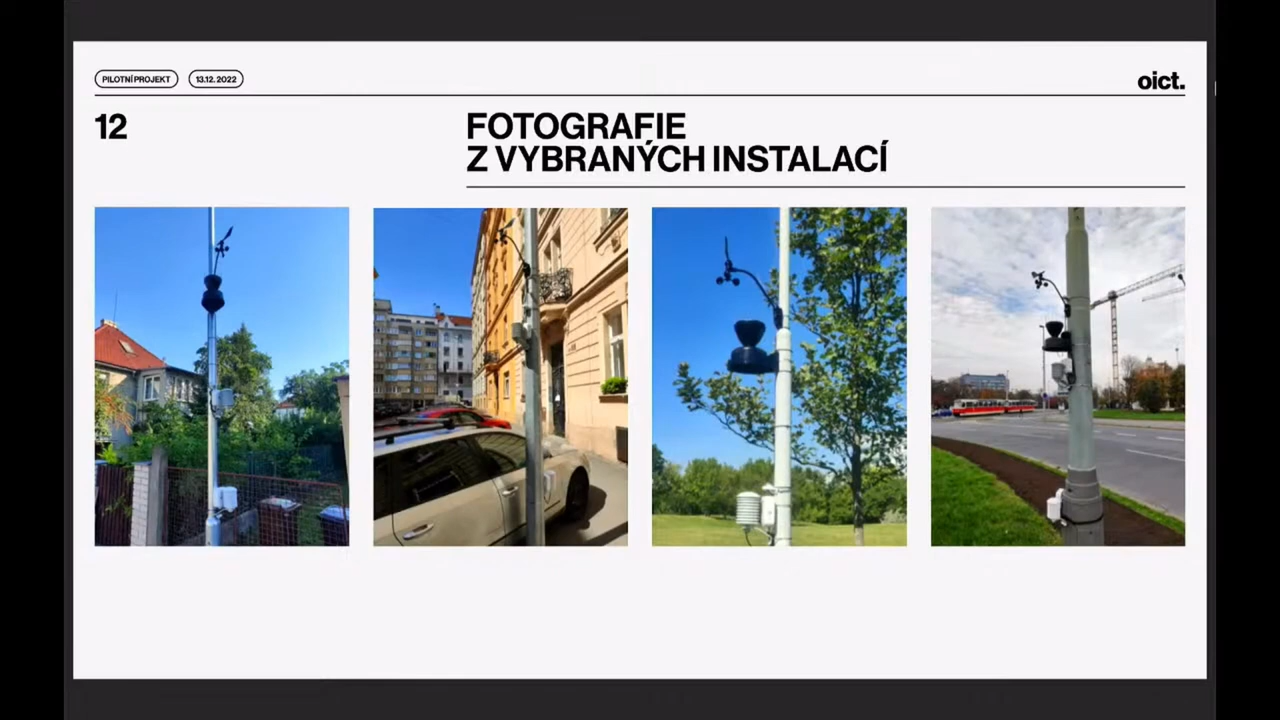 PILOTNÍ PROJEKT
13.12.2022
oict.
12
FOTOGRAFIE
Z VYBRANÝCH INSTALACÍ